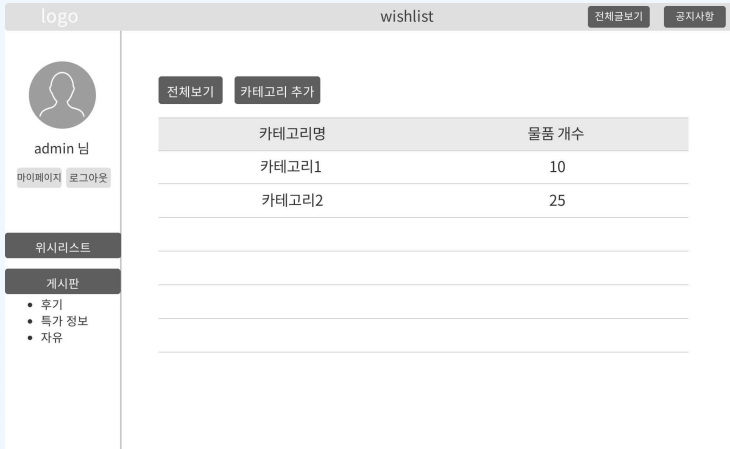 logo wishlist 전체글보기 공지사항
admin 님
마이페이지 로그아웃
위시리스트
게시판
후기
특가 정보
자유
전체보기 카테고리 추가
카테고리명 물품 개수
카테고리1 10
카테고리2 25